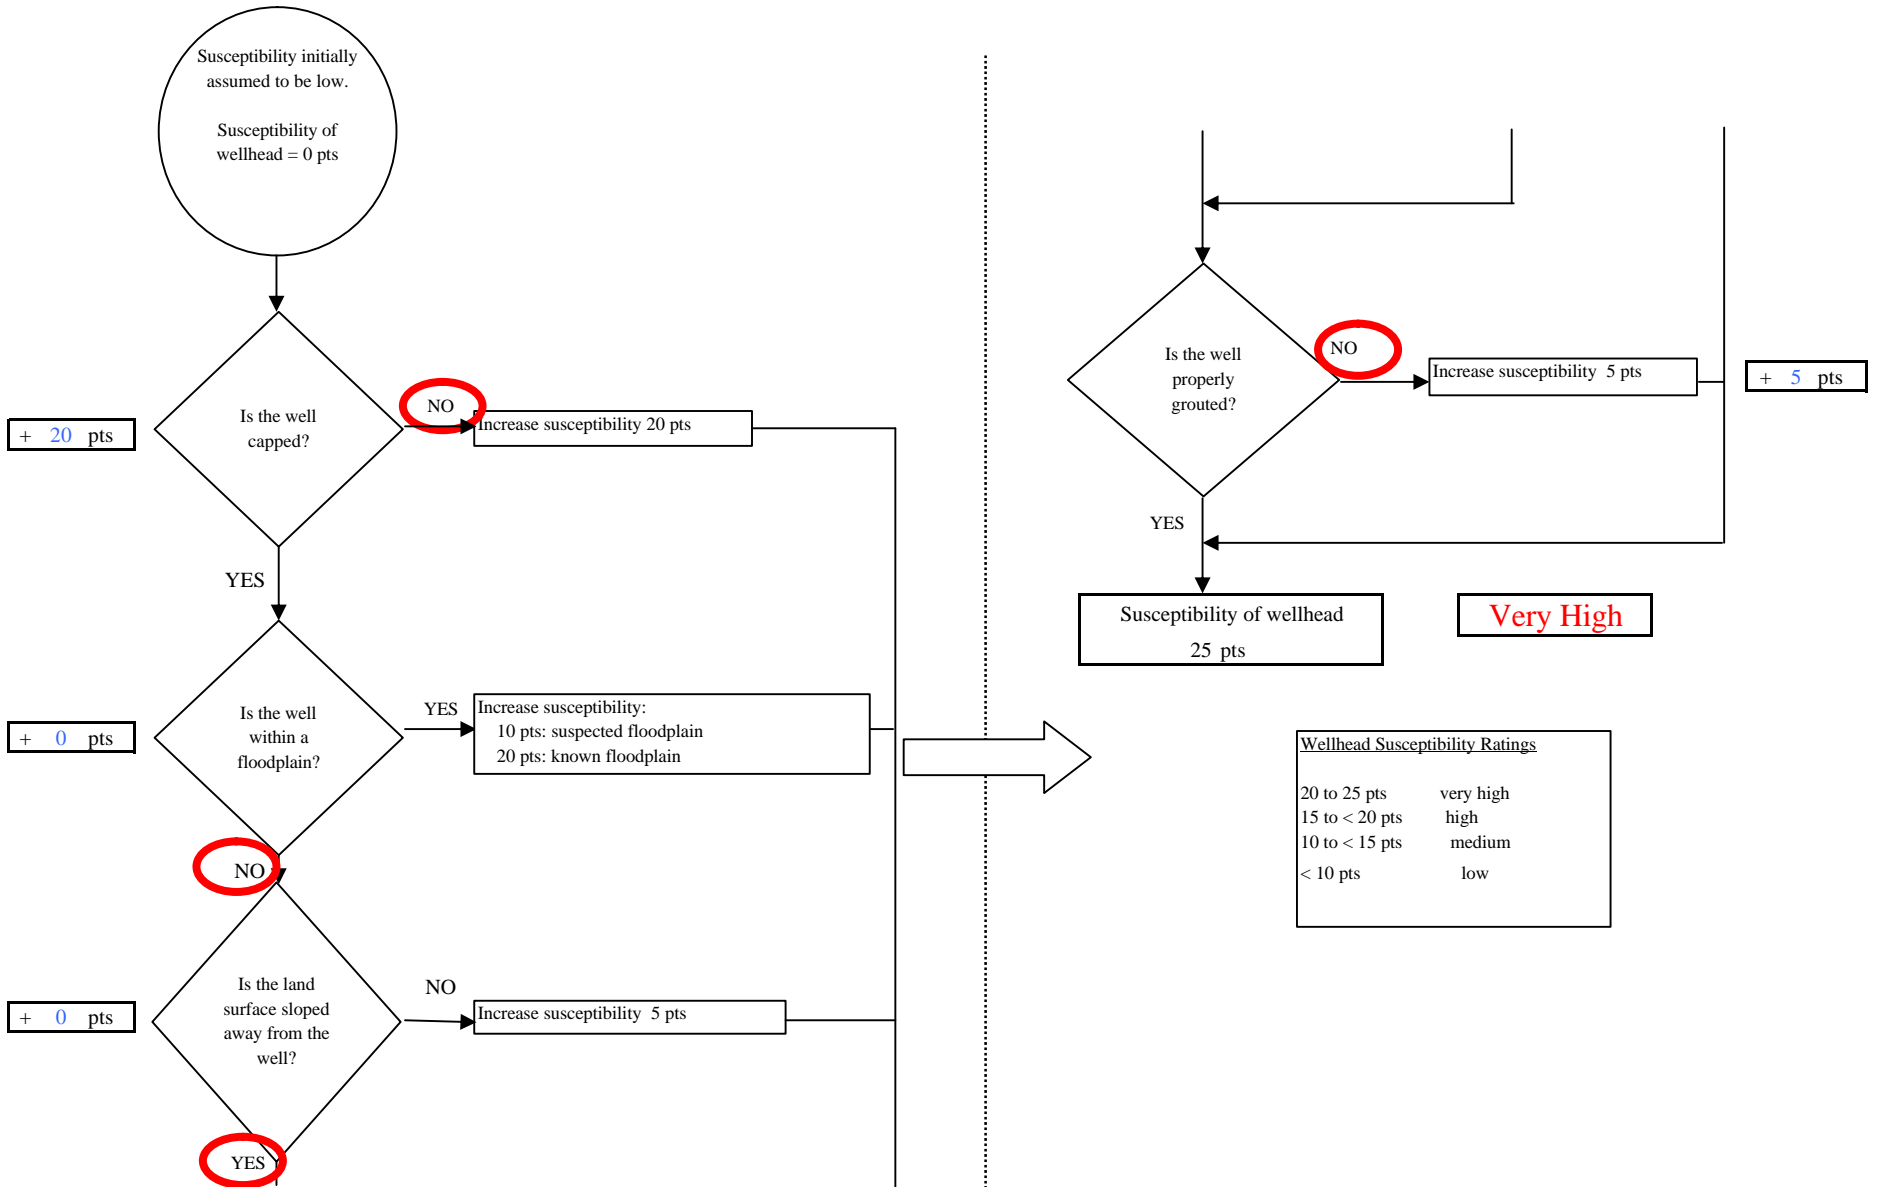 Susceptibility initially
assumed to be low.
Susceptibility of
wellhead = 0 pts
+ 20 pts
Is the well
capped?
NO
Increase susceptibility 20 pts
YES
+ 0 pts
Is the well
within a
floodplain?
YES
Increase susceptibility:
10 pts: suspected floodplain
20 pts: known floodplain
NO
+ 0 pts
Is the land
surface sloped
away from the
well?
NO
Increase susceptibility 5 pts
YES
Is the well
properly
grouted?
NO
Increase susceptibility 5 pts
+ 5 pts
YES
Susceptibility of wellhead
25 pts
Very High
Wellhead Susceptibility Ratings
20 to 25 pts very high
15 to < 20 pts high
10 to < 15 pts medium
< 10 pts low